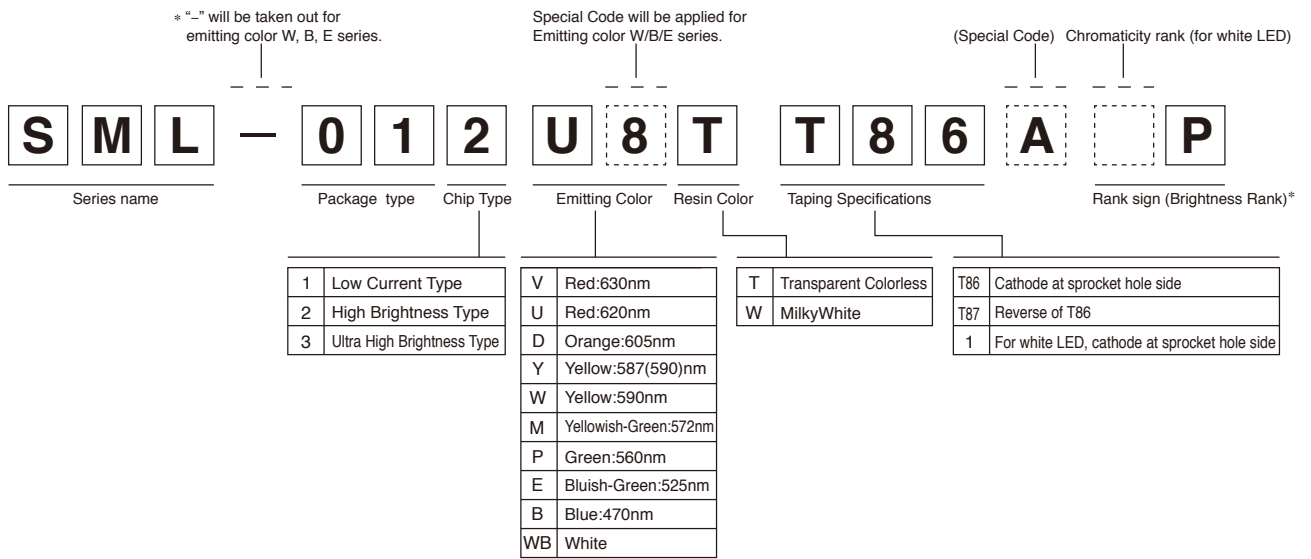 * “–” will be taken out for
emitting color W, B, E series.
Special Code will be applied for
Emitting color W/B/E series.
(Special Code) Chromaticity rank (for white LED)
S M L – 0 1 2 U 8 T T 8 6 A P
Series name
Package type
Chip Type
Emitting Color
Resin Color
Taping Specifications
Rank sign (Brightness Rank)*
1 Low Current Type
2 High Brightness Type
3 Ultra High Brightness Type
V Red:630nm
U Red:620nm
D Orange:605nm
Y Yellow:587(590)nm
W Yellow:590nm
M Yellowish-Green:572nm
P Green:560nm
E Bluish-Green:525nm
B Blue:470nm
WB White
T Transparent Colorless
W MilkyWhite
T86 Cathode at sprocket hole side
T87 Reverse of T86
1 For white LED, cathode at sprocket hole side